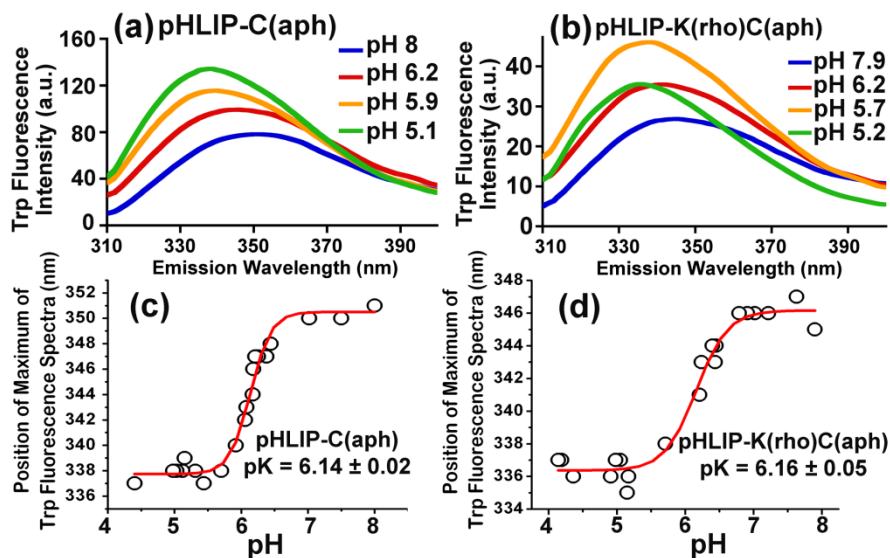 (a) pHLIP-C(aph)
Trp Fluorescence
Intensity (a.u.)
160
120
80
40
0
pH 8
pH 6.2
pH 5.9
pH 5.1
310 330 350 370 390
Emission Wavelength (nm)
(b) pHLIP-K(rho)C(aph)
Trp Fluorescence
Intensity (a.u.)
40
30
20
10
0
pH 7.9
pH 6.2
pH 5.7
pH 5.2
310 330 350 370 390
Emission Wavelength (nm)
(c)
Position of Maximum of
Trp Fluorescence Spectra (nm)
350
348
346
344
342
340
338
336
pHLIP-C(aph)
pK = 6.14 ± 0.02
4 5 6 7 8
pH
(d)
Position of Maximum of
Trp Fluorescence Spectra (nm)
348
346
344
342
340
338
336
334
pHLIP-K(rho)C(aph)
pK = 6.16 ± 0.05
4 5 6 7 8
pH